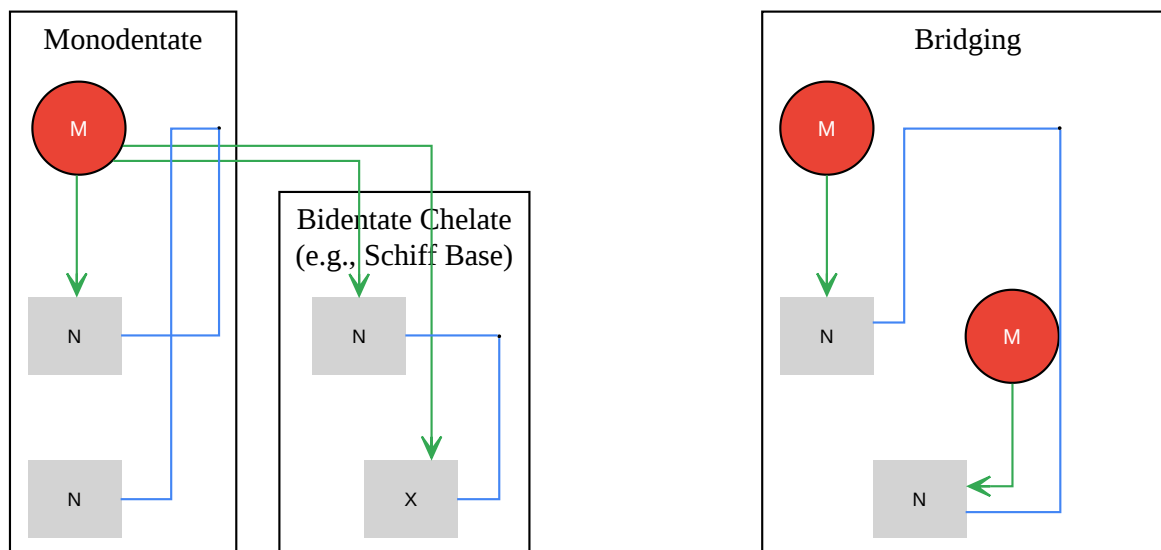 Monodentate
M
N
N
Bidentate Chelate
(e.g., Schiff Base)
N
X
Bridging
M
N
M
N